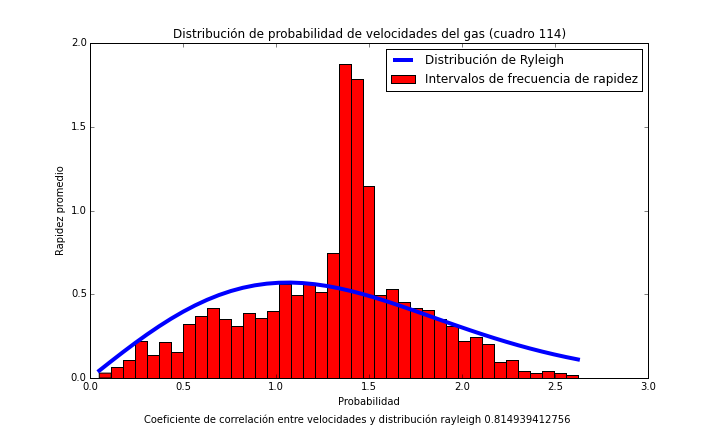 Distribución de probabilidad de velocidades del gas (cuadro 114)
Distribución de Ryleigh
Intervalos de frecuencia de rapidez
Rapidez promedio
2.0
1.5
1.0
0.5
0.0
0.0 0.5 1.0 1.5 2.0 2.5 3.0
Probabilidad
Coeficiente de correlación entre velocidades y distribución rayleigh 0.814939412756